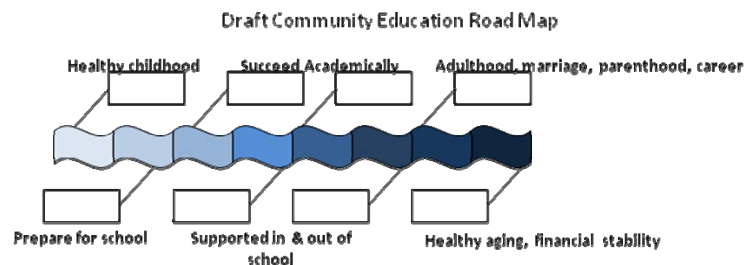 Draft Community Education Road Map
Healthy childhood
Succeed Academically
Adulthood, marriage, parenthood, career
Prepare for school
Supported in & out of
school
Healthy aging, financial stability